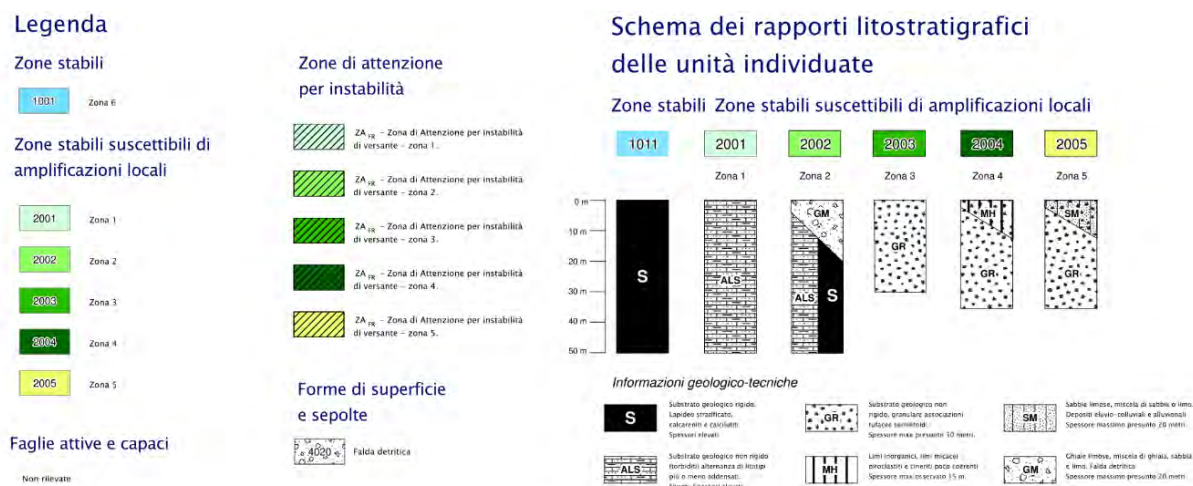 Legenda
Zone stabili
1001 Zona 6
Zone stabili suscettibili di
amplificazioni locali
2001 Zona 1
2002 Zona 2
2003 Zona 3
2004 Zona 4
2005 Zona 5
Faglie attive e capaci
Non rilevate
Zone di attenzione
per instabilità
ZA FR - Zona di Attenzione per instabilità
di versante - zona 1.
ZA FR - Zona di Attenzione per instabilità
di versante - zona 2.
ZA FR - Zona di Attenzione per instabilità
di versante - zona 3.
ZA FR - Zona di Attenzione per instabilità
di versante - zona 4.
ZA FR - Zona di Attenzione per instabilità
di versante - zona 5.
Forme di superficie
e sepolte
4020 Falda detritica
Schema dei rapporti litostratigrafici
delle unità individuate
Zone stabili Zone stabili suscettibili di amplificazioni locali
1011 2001 2002 2003 2004 2005
Zona 1 Zona 2 Zona 3 Zona 4 Zona 5
0 m
10 m
20 m
30 m
40 m
50 m
S
ALS
GM
ALS S
GR
MH
GR
SM
GR
Informazioni geologico-tecniche
S
Substrato geologico rigido.
Lapideo stratificato,
calcareniti e calcilutiti
Spessori elevati
ALS
Substrato geologico non rigido
(torbiditi) alternanza di litotipi
più o meno addensati.
GR
Substrato geologico non
rigido, granulare associazioni
tufacee
Spessore max presunto 30 metri.
MH
Limi inorganici, limi micacei
piroclastiti e cineriti poco coerenti
Spessore max osservato 15 m.
SM
Sabbie limose, miscela di sabbia o limo.
Depositi eluvio-colluviali e alluvionali
Spessore massimo presunto 20 metri.
GM
Ghiaie limose, miscela di ghiaia, sabbia
e limo. Falda detritica
Spessore massimo presunto 20 metri